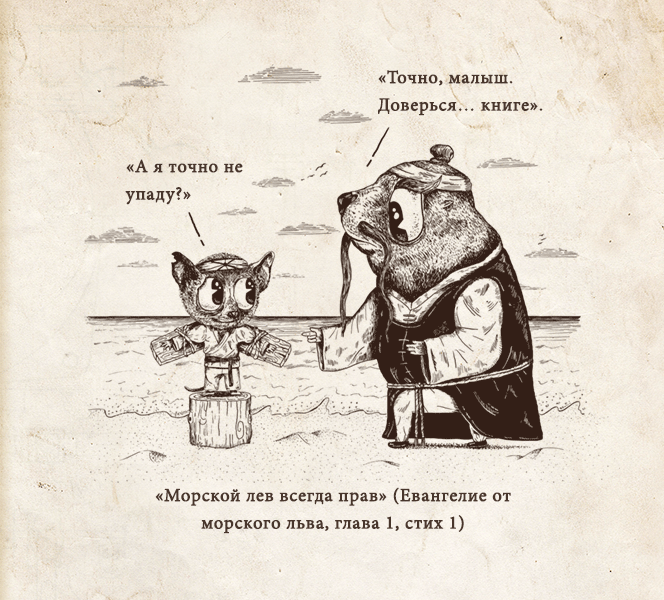 «Точно, малыш.
Доверься... книге».
«А я точно не
упаду?»
«Морской лев всегда прав» (Евангелие от
морского льва, глава 1, стих 1)